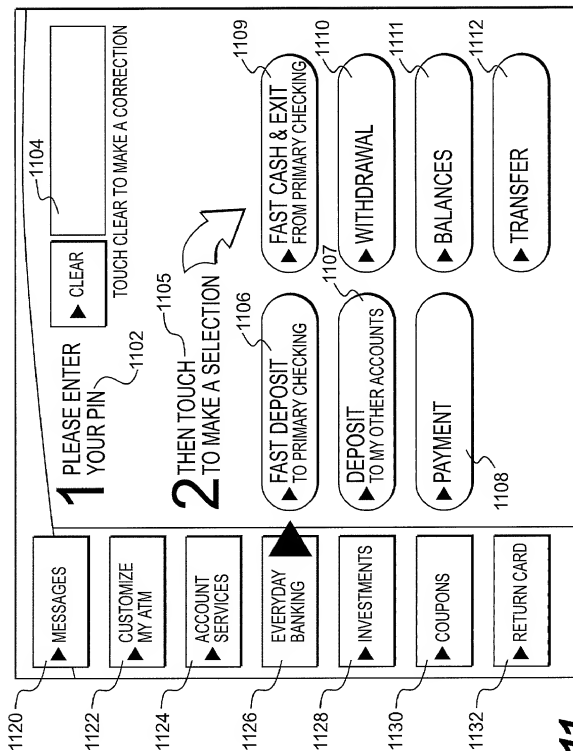 1104
CLEAR
TOUCH CLEAR TO MAKE A CORRECTION
1 PLEASE ENTER
YOUR PIN
1102
2 THEN TOUCH
TO MAKE A SELECTION
1105
1120
MESSAGES
1122
CUSTOMIZE
MY ATM
1124
ACCOUNT
SERVICES
1126
EVERYDAY
BANKING
1128
INVESTMENTS
1130
COUPONS
1132
RETURN CARD
1106
FAST DEPOSIT
TO PRIMARY CHECKING
1107
DEPOSIT
TO MY OTHER ACCOUNTS
PAYMENT
1108
1109
FAST CASH & EXIT
FROM PRIMARY CHECKING
1110
WITHDRAWAL
1111
BALANCES
1112
TRANSFER
11